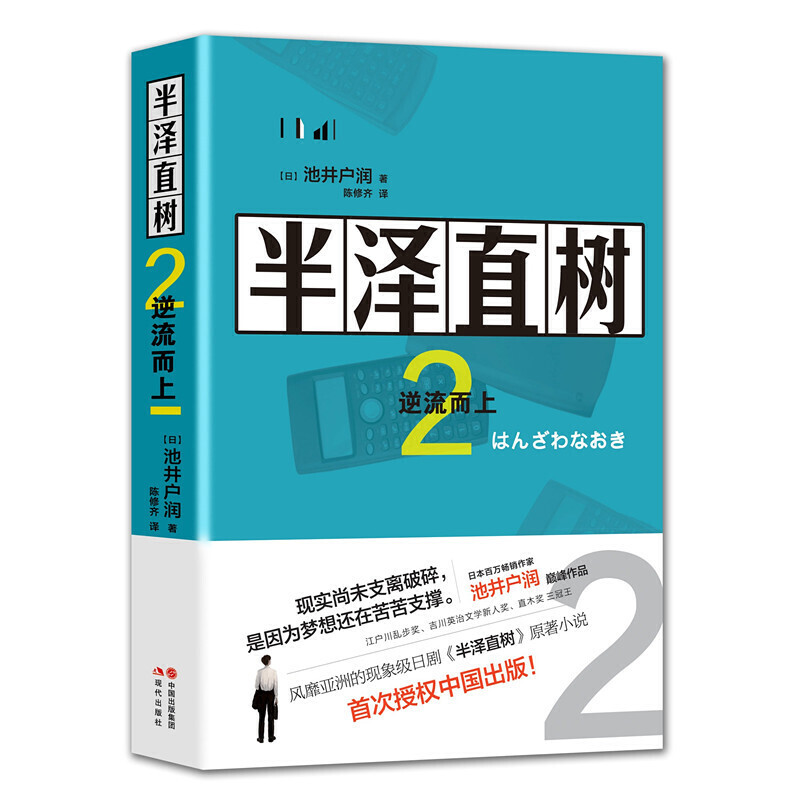 半泽直树
2
逆流而上
[日]
池井户润
著
陈修齐 译
中国出版集团
现代出版社
[日] 池井户润 著
陈修齐 译
半泽直树
2
逆流而上
はんざわなおき
现实尚未支离破碎，
是因为梦想还在苦苦支撑。
日本百万畅销作家
池井户润 巅峰作品
江户川乱步奖、吉川英治文学新人奖、直木奖 三冠王
风靡亚洲的现象级日剧《半泽直树》原著小说
首次授权中国出版！
2